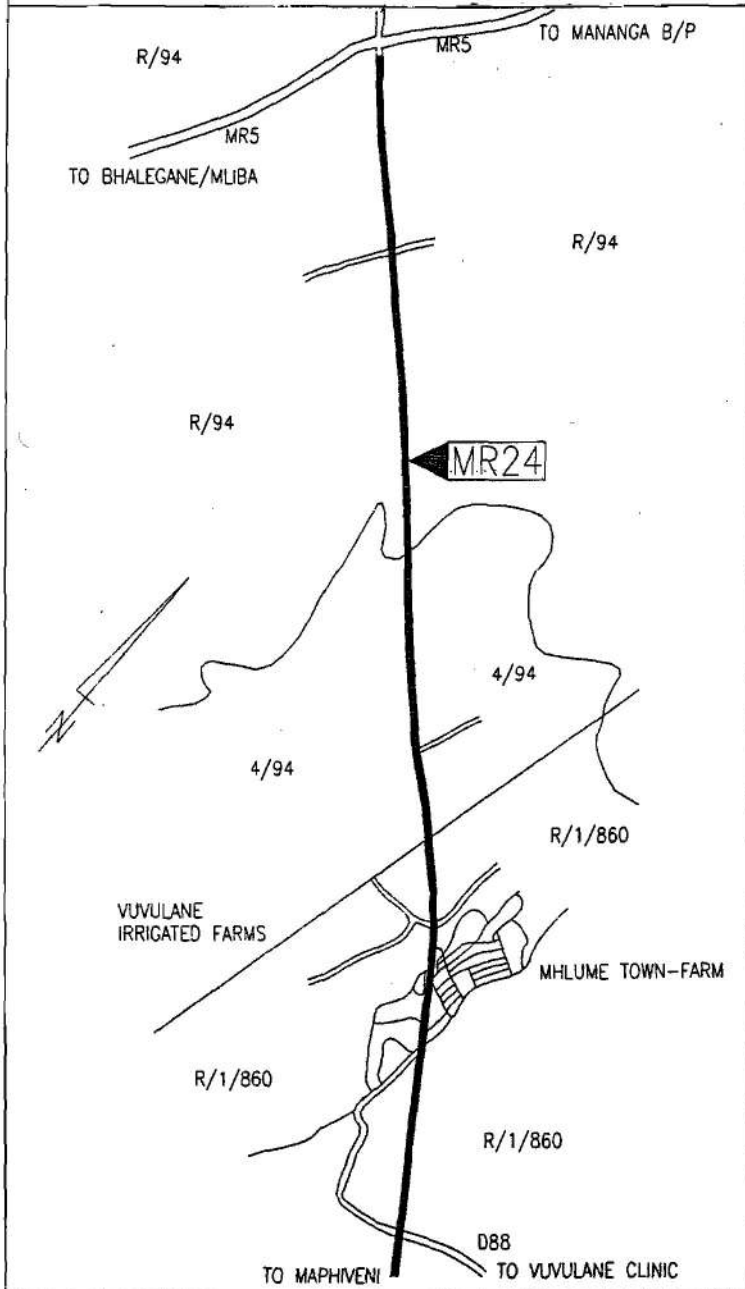 TO MANANGA B/P
MR5
R/94
MR5
TO BHALEGANE/MLIBA
R/94
R/94
MR24
N
4/94
4/94
R/1/860
VUVULANE
IRRIGATED FARMS
MHLUME TOWN-FARM
R/1/860
R/1/860
D88
TO MAPHIVENI
TO VUVULANE CLINIC